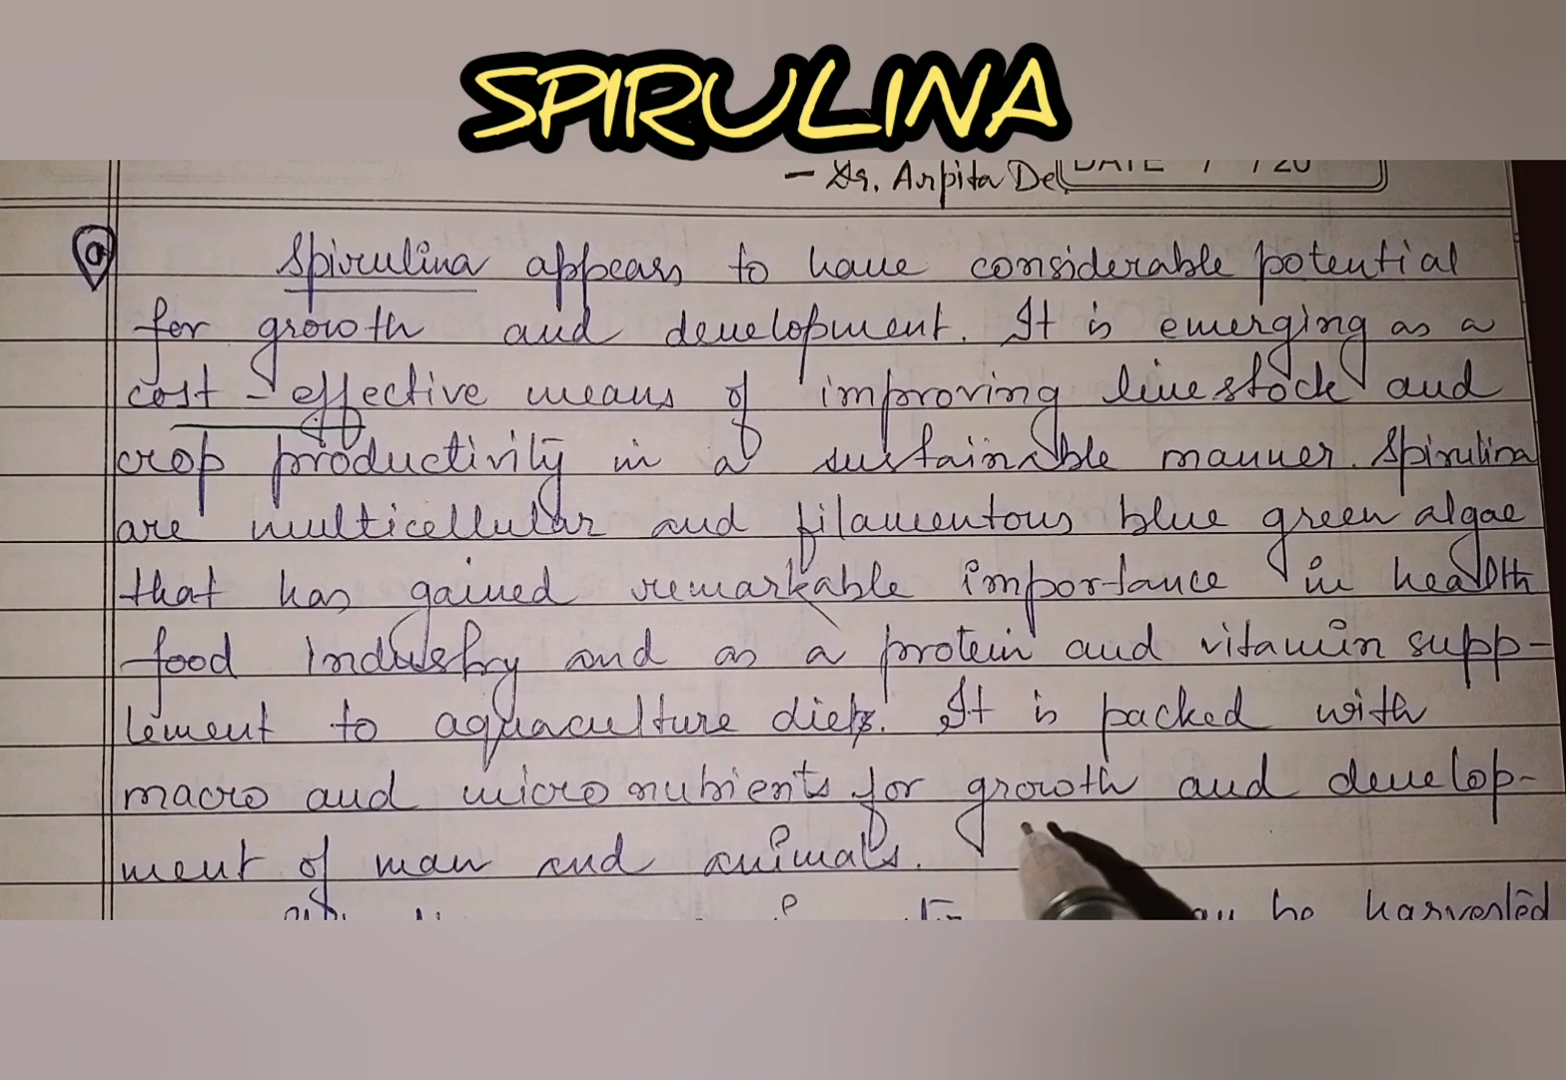 SPIRULINA
- Dr. Arpita De
DATE / / 20
a
Spirulina appears to have considerable potential
for growth and development. It is emerging as a
cost-effective means of improving livestock and
crop productivity in a sustainable manner. Spirulina
are multicellular and filamentous blue green algae
that has gained remarkable importance in health
food industry and as a protein and vitamin supp-
lement to aquaculture diets. It is packed with
macro and micro nutrients for growth and develop-
ment of man and animals.
be harvested